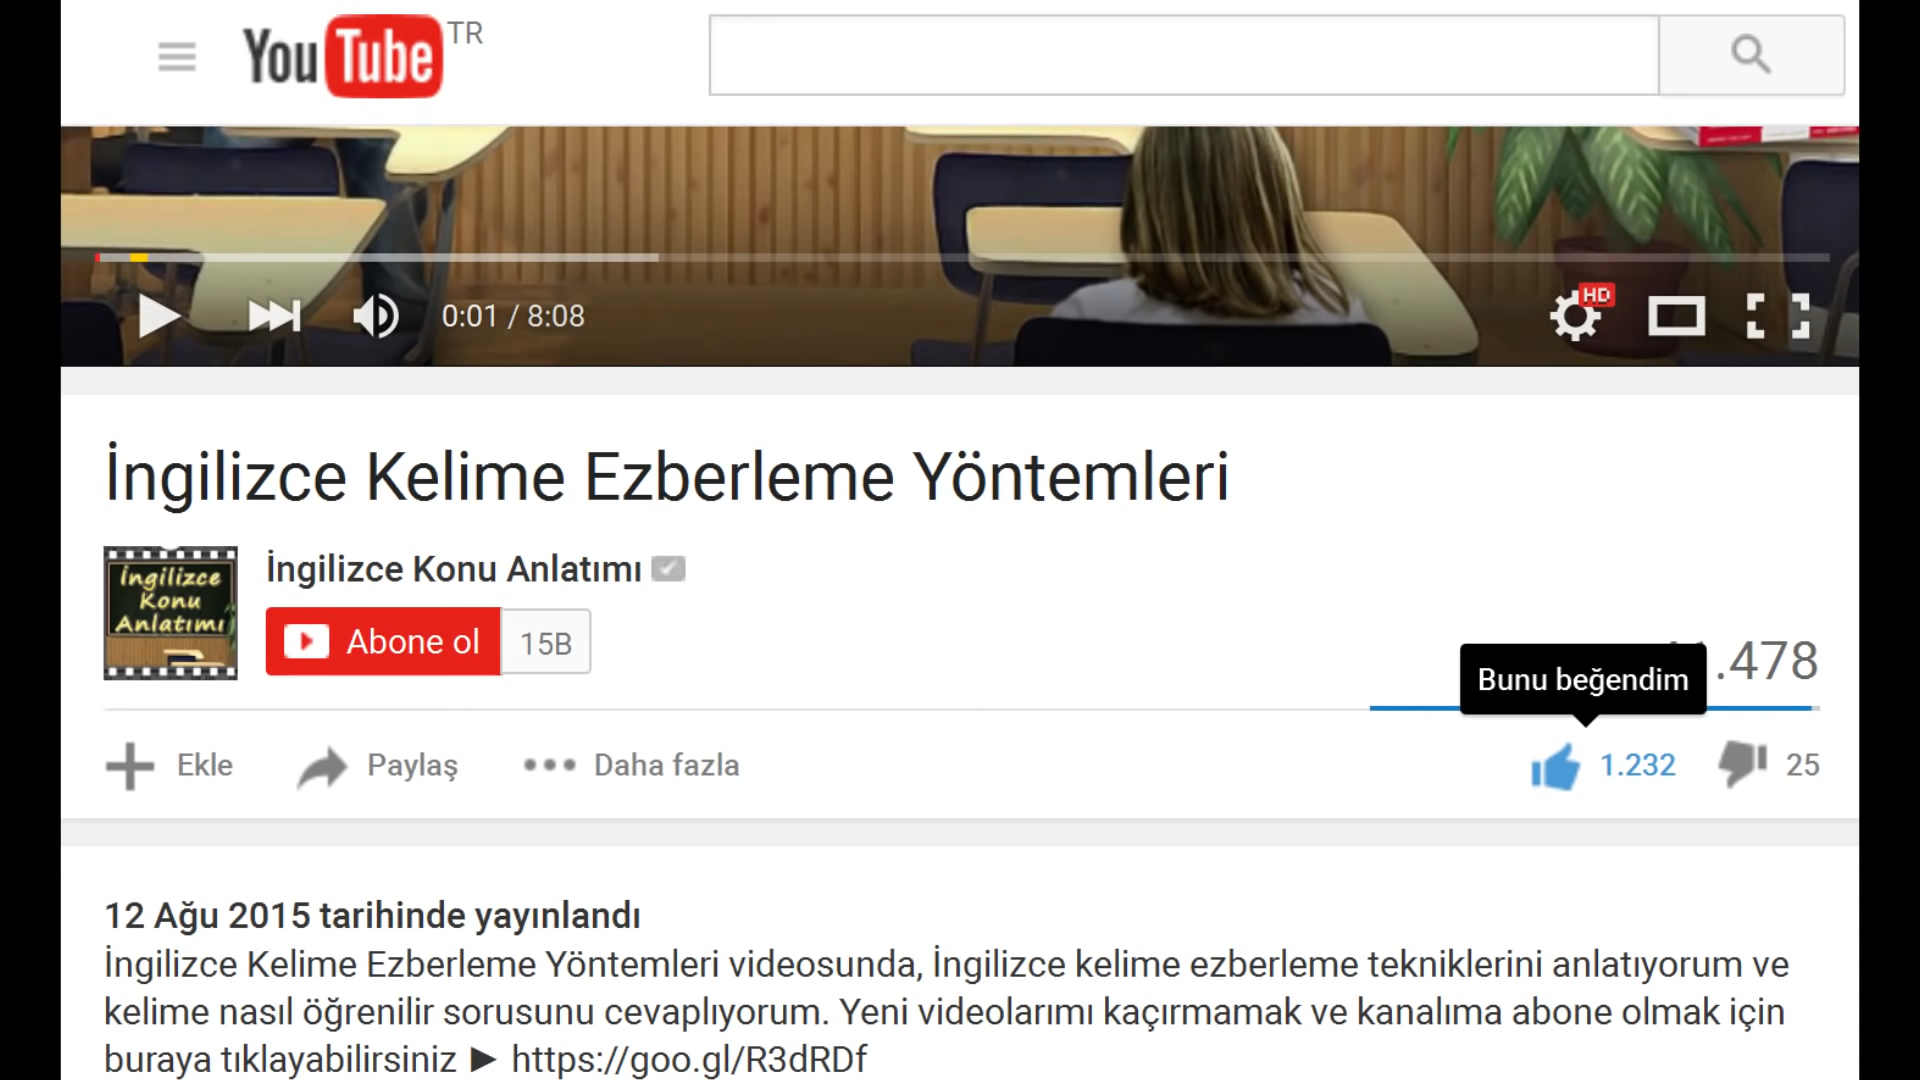 YouTube TR
0:01 / 8:08
HD
İngilizce Kelime Ezberleme Yöntemleri
İngilizce
Konu
Anlatımı
İngilizce Konu Anlatımı
Abone ol 15B
.478
Bunu beğendim
Ekle Paylaş Daha fazla 1.232 25
12 Ağu 2015 tarihinde yayınlandı
İngilizce Kelime Ezberleme Yöntemleri videosunda, İngilizce kelime ezberleme tekniklerini anlatıyorum ve
kelime nasıl öğrenilir sorusunu cevaplıyorum. Yeni videolarımı kaçırmamak ve kanalıma abone olmak için
buraya tıklayabilirsiniz ► https://goo.gl/R3dRDf